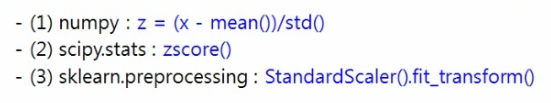 - (1) numpy : z = (x - mean())/std()
- (2) scipy.stats : zscore()
- (3) sklearn.preprocessing : StandardScaler().fit_transform()